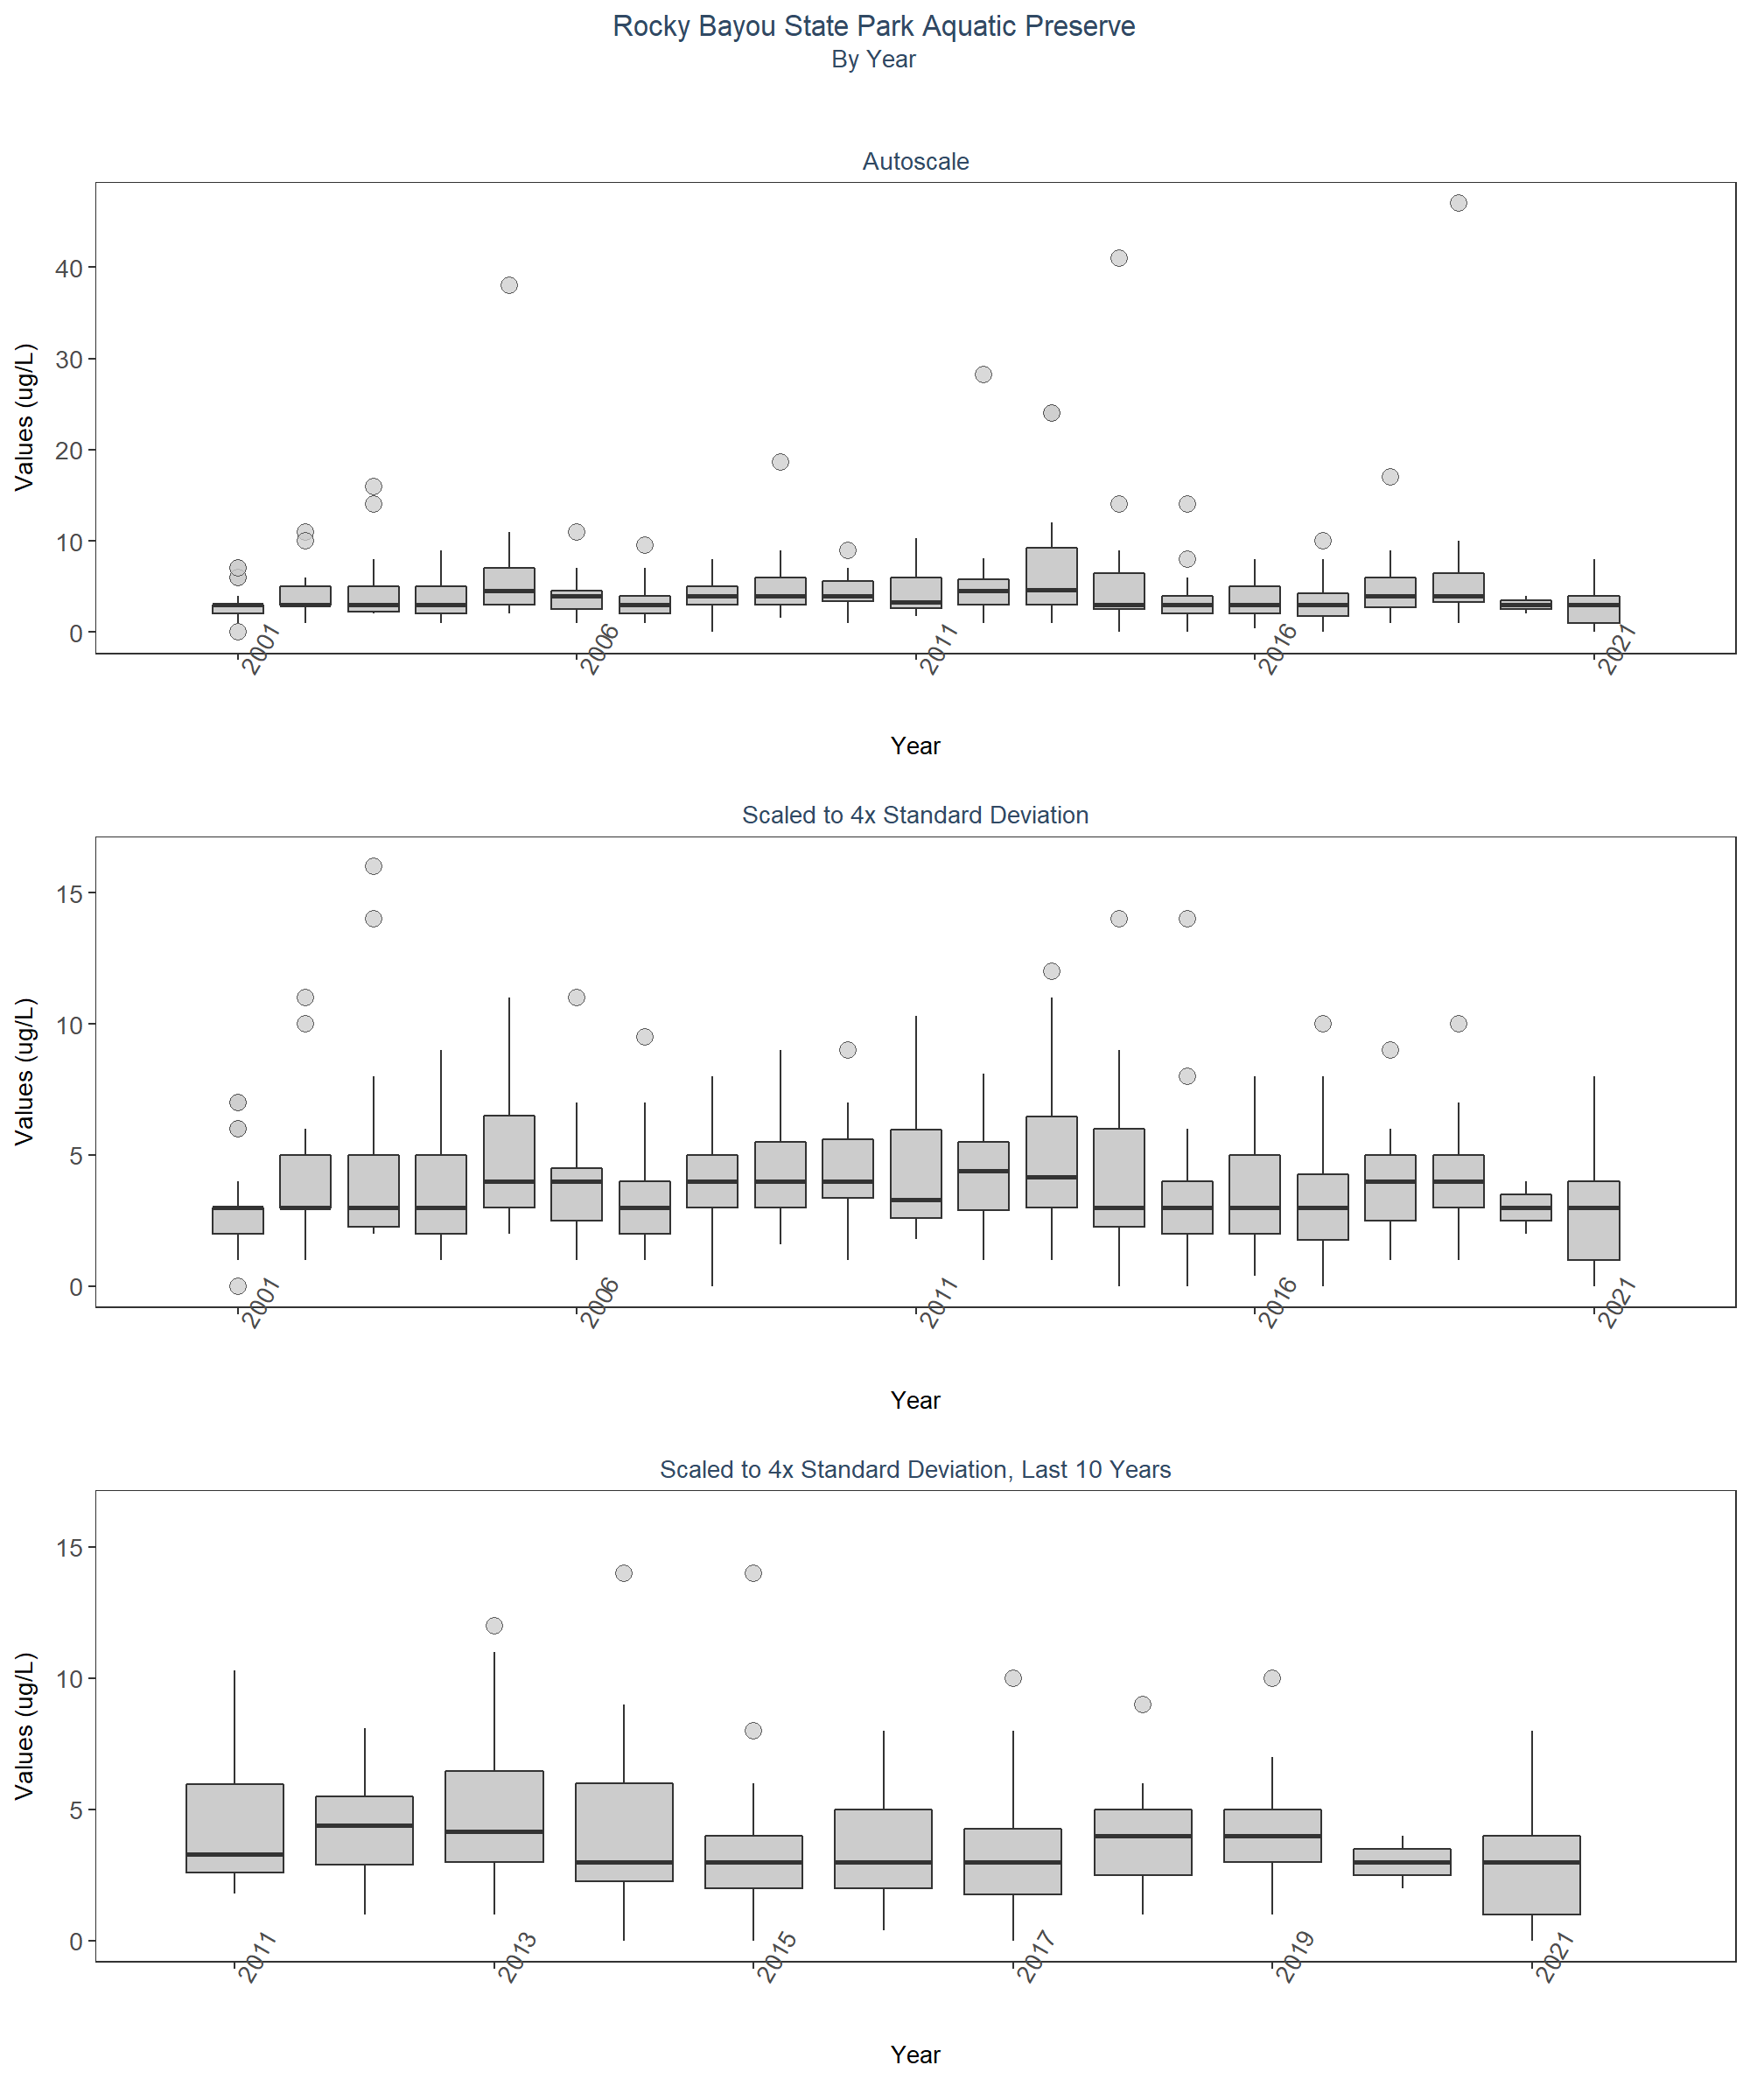 Rocky Bayou State Park Aquatic Preserve
By Year
Autoscale
Values (ug/L)
40
30
20
10
0
2001
2006
2011
2016
2021
Year
Scaled to 4x Standard Deviation
Values (ug/L)
15
10
5
0
2001
2006
2011
2016
2021
Year
Scaled to 4x Standard Deviation, Last 10 Years
Values (ug/L)
15
10
5
0
2011
2013
2015
2017
2019
2021
Year